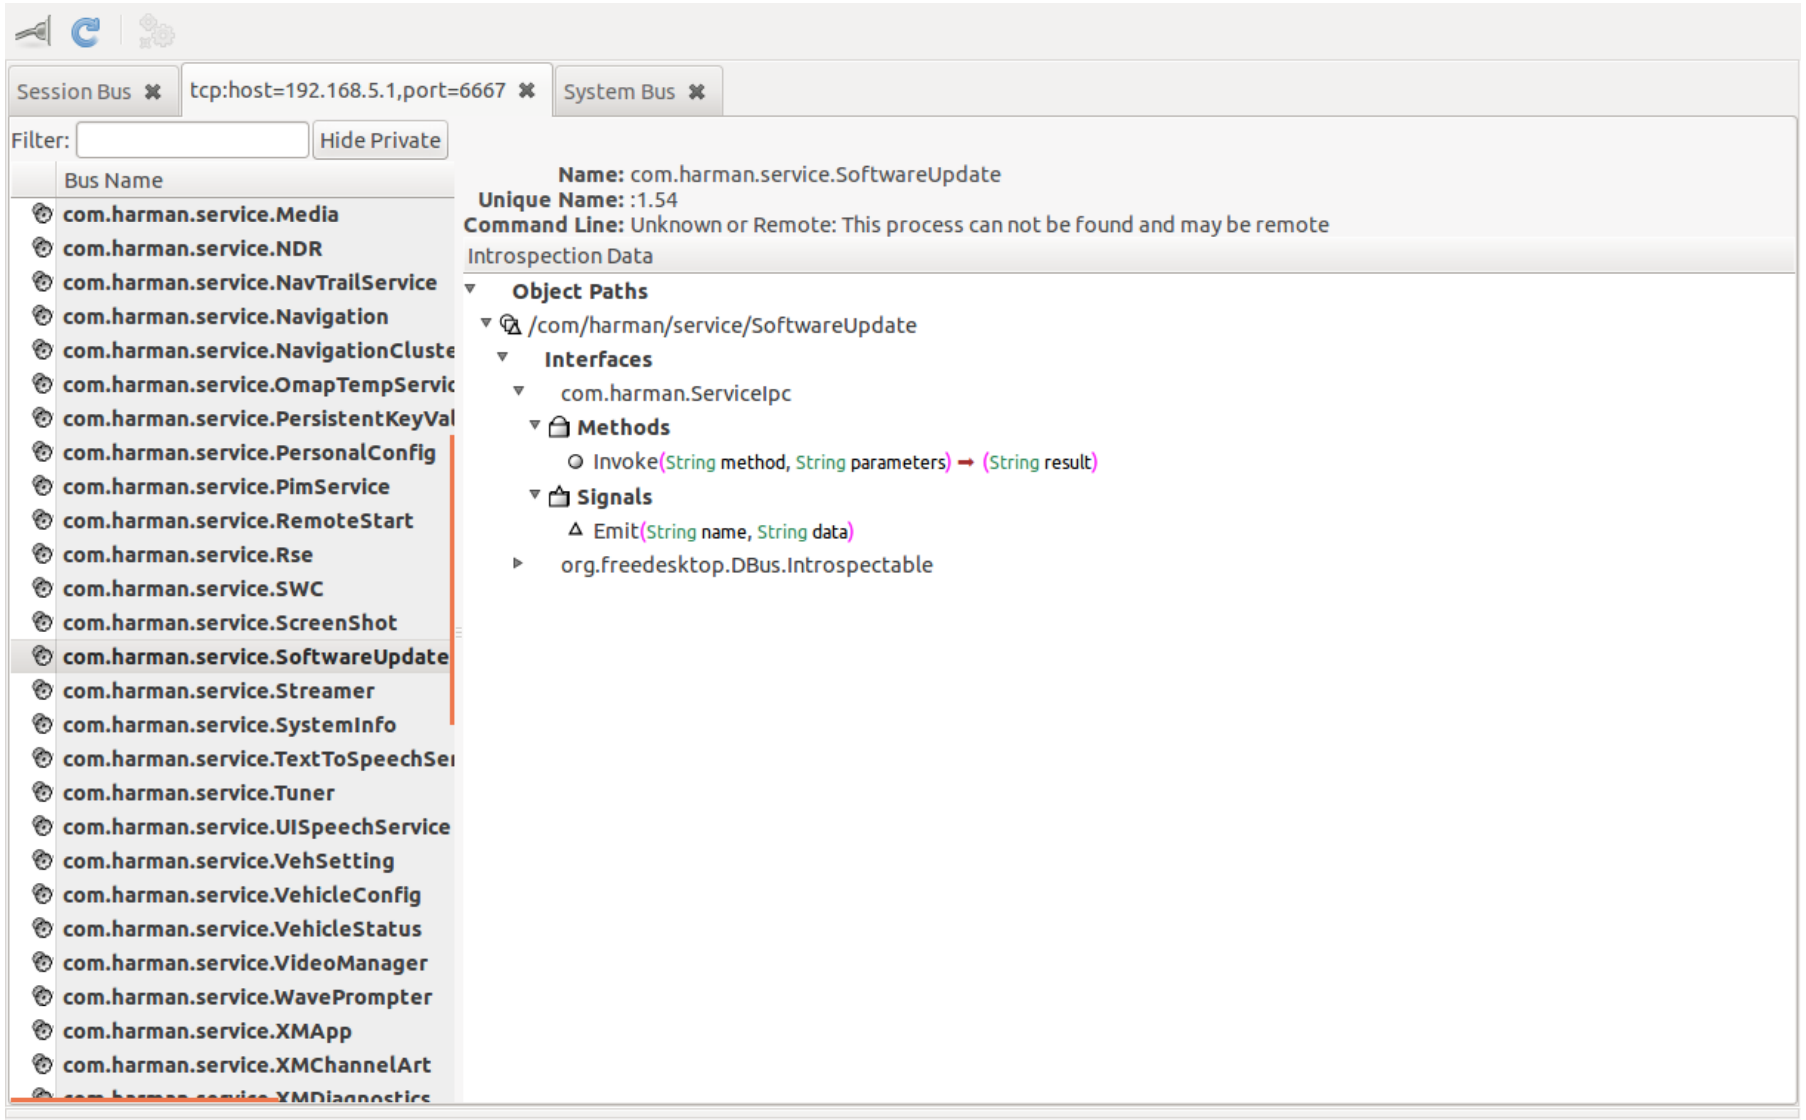 Session Bus tcp:host=192.168.5.1,port=6667 System Bus
Filter: Hide Private
Bus Name
com.harman.service.Media
com.harman.service.NDR
com.harman.service.NavTrailService
com.harman.service.Navigation
com.harman.service.NavigationCluste
com.harman.service.OmapTempServic
com.harman.service.PersistentKeyVal
com.harman.service.PersonalConfig
com.harman.service.PimService
com.harman.service.RemoteStart
com.harman.service.Rse
com.harman.service.SWC
com.harman.service.ScreenShot
com.harman.service.SoftwareUpdate
com.harman.service.Streamer
com.harman.service.SystemInfo
com.harman.service.TextToSpeechSer
com.harman.service.Tuner
com.harman.service.UISpeechService
com.harman.service.VehSetting
com.harman.service.VehicleConfig
com.harman.service.VehicleStatus
com.harman.service.VideoManager
com.harman.service.WavePrompter
com.harman.service.XMApp
com.harman.service.XMChannelArt
com.harman.service.XMDiagnostics
Name: com.harman.service.SoftwareUpdate
Unique Name: :1.54
Command Line: Unknown or Remote: This process can not be found and may be remote
Introspection Data
Object Paths
/com/harman/service/SoftwareUpdate
Interfaces
com.harman.ServiceIpc
Methods
Invoke(String method, String parameters) ➡ (String result)
Signals
Emit(String name, String data)
org.freedesktop.DBus.Introspectable